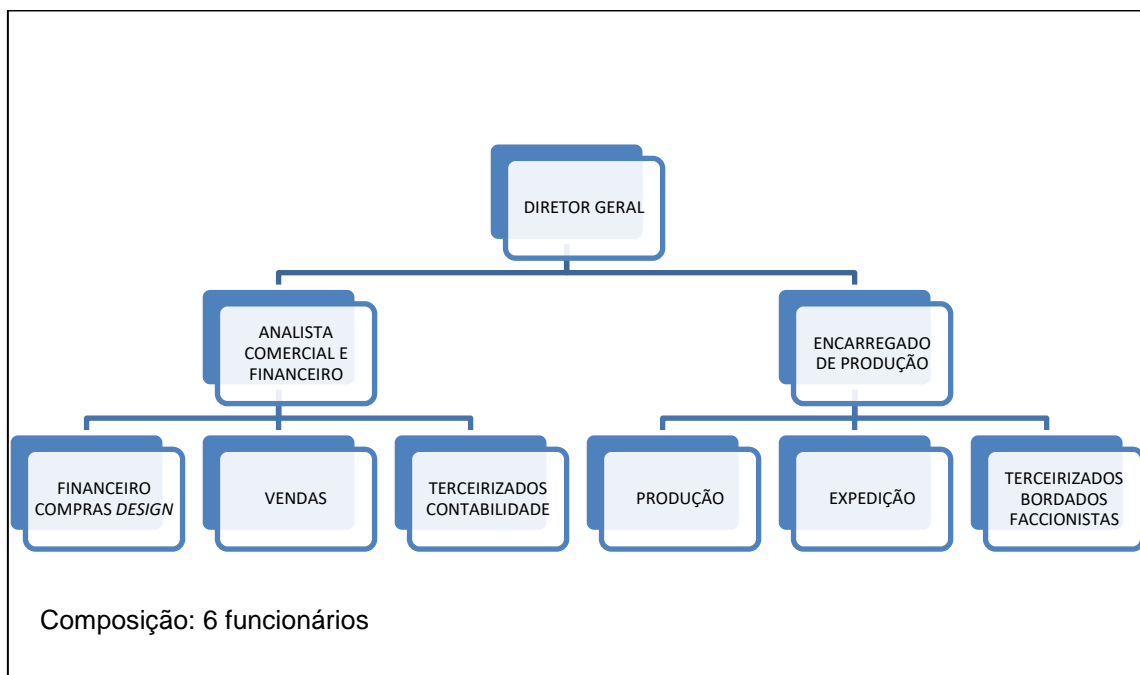 DIRETOR GERAL
ANALISTA
COMERCIAL E
FINANCEIRO
ENCARREGADO
DE PRODUÇÃO
FINANCEIRO
COMPRAS DESIGN
VENDAS
TERCEIRIZADOS
CONTABILIDADE
PRODUÇÃO
EXPEDIÇÃO
TERCEIRIZADOS
BORDADOS
FACCIONISTAS
Composição: 6 funcionários